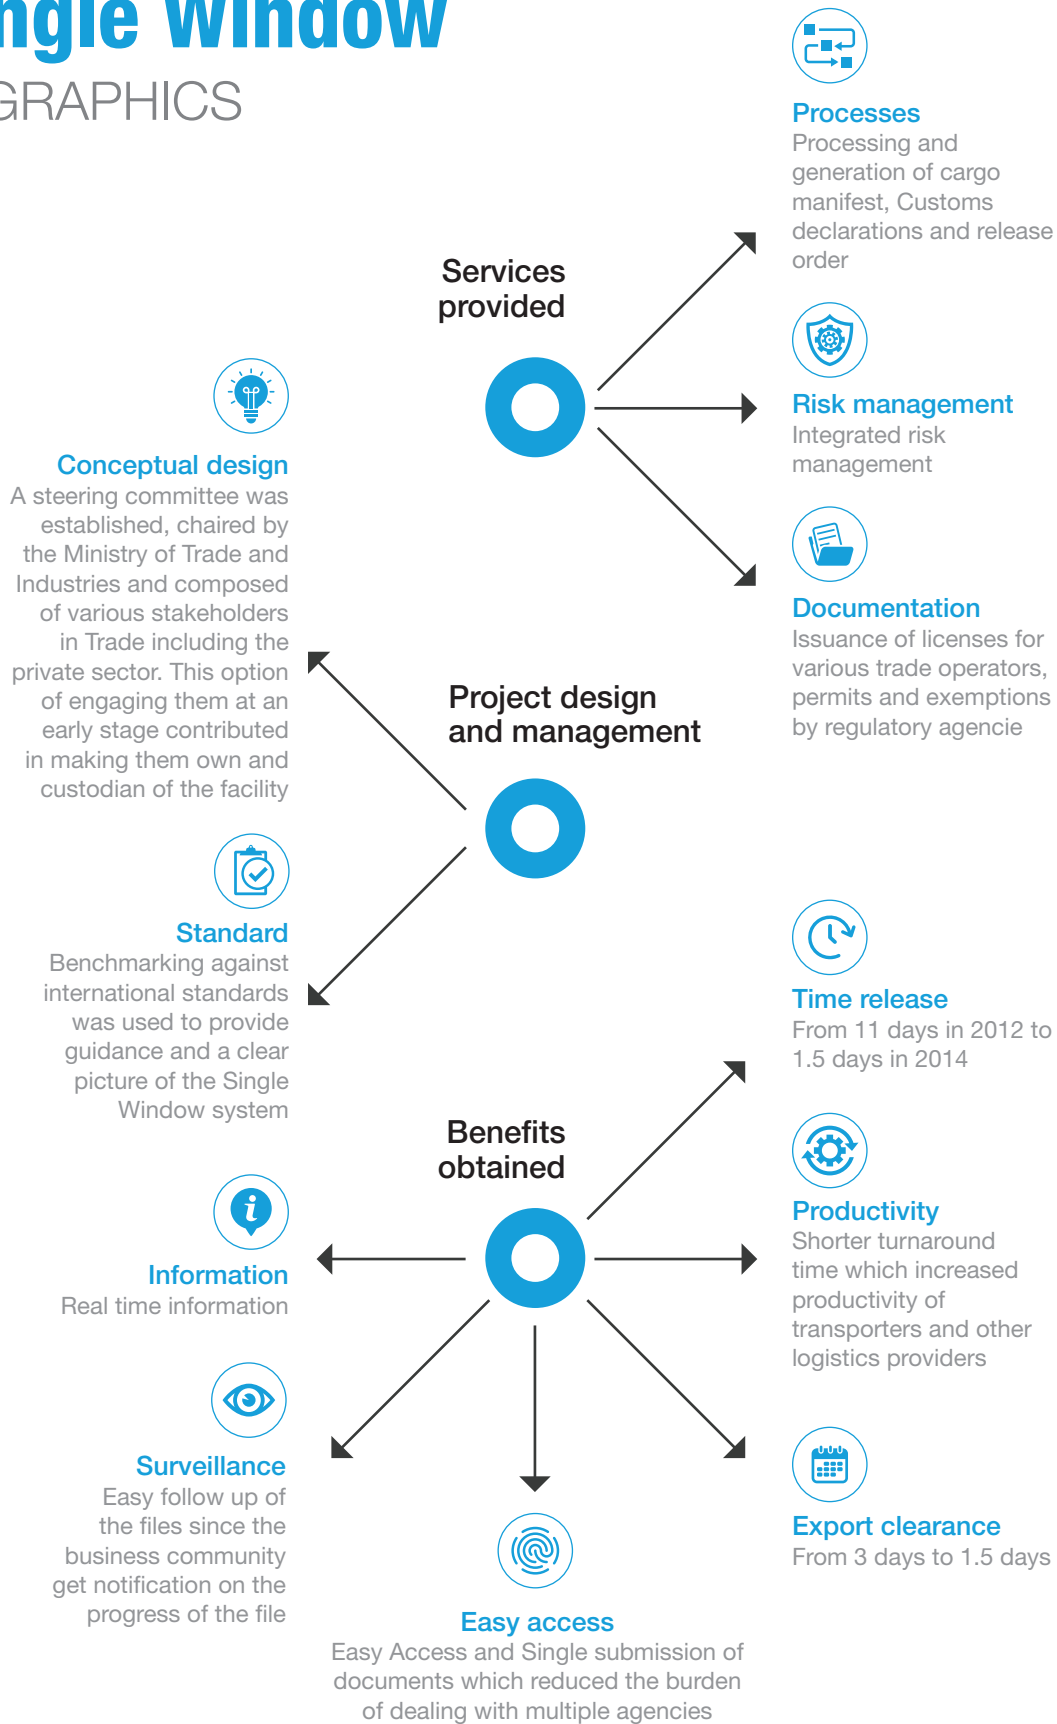 ngle Window
GRAPHICS
Processes
Processing and
generation of cargo
manifest, Customs
declarations and release
order
Services
provided
Risk management
Integrated risk
management
Documentation
Issuance of licenses for
various trade operators,
permits and exemptions
by regulatory agencie
Conceptual design
A steering committee was
established, chaired by
the Ministry of Trade and
Industries and composed
of various stakeholders
in Trade including the
private sector. This option
of engaging them at an
early stage contributed
in making them own and
custodian of the facility
Project design
and management
Standard
Benchmarking against
international standards
was used to provide
guidance and a clear
picture of the Single
Window system
Time release
From 11 days in 2012 to
1.5 days in 2014
Benefits
obtained
Productivity
Shorter turnaround
time which increased
productivity of
transporters and other
logistics providers
Information
Real time information
Surveillance
Easy follow up of
the files since the
business community
get notification on the
progress of the file
Export clearance
From 3 days to 1.5 days
Easy access
Easy Access and Single submission of
documents which reduced the burden
of dealing with multiple agencies